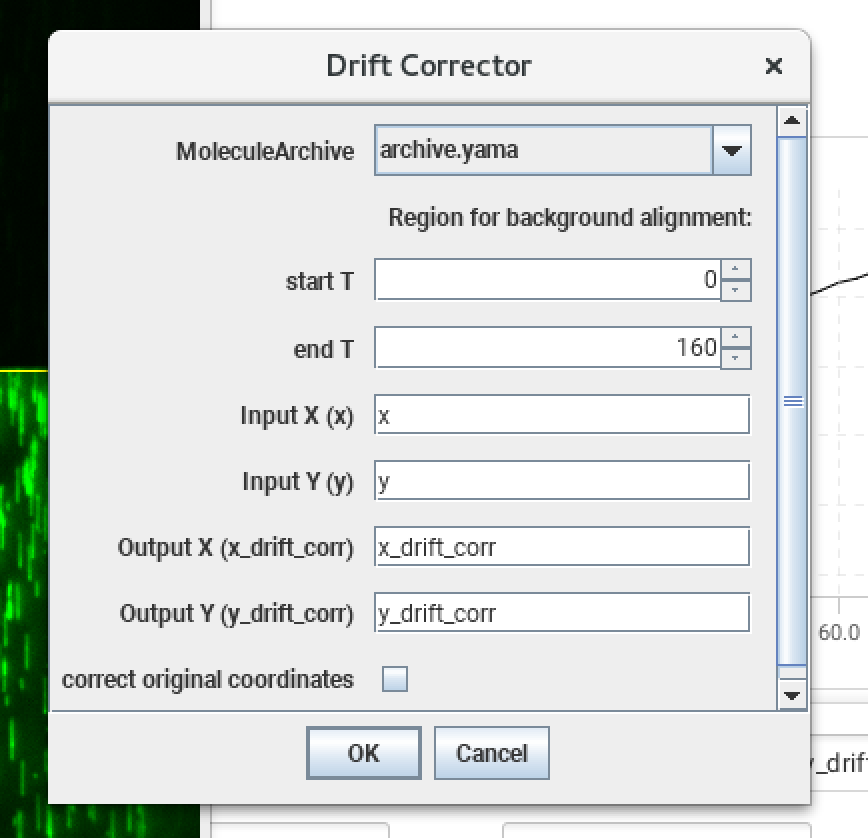 Drift Corrector ×
MoleculeArchive archive.yama
Region for background alignment:
start T 0
end T 160
Input X (x) x
Input Y (y) y
Output X (x_drift_corr) x_drift_corr
60.0
Output Y (y_drift_corr) y_drift_corr
correct original coordinates
OK Cancel